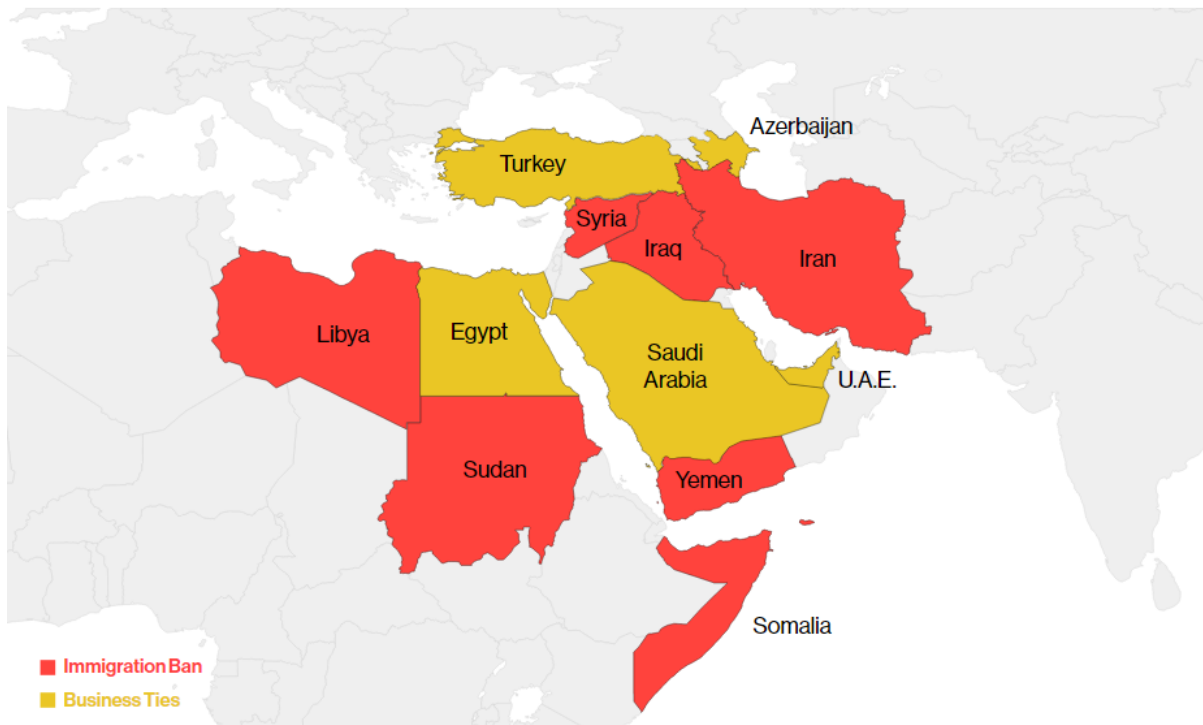 Azerbaijan
Turkey
Syria
Iraq
Iran
Libya
Egypt
Saudi
Arabia
U.A.E.
Sudan
Yemen
Somalia
Immigration Ban
Business Ties